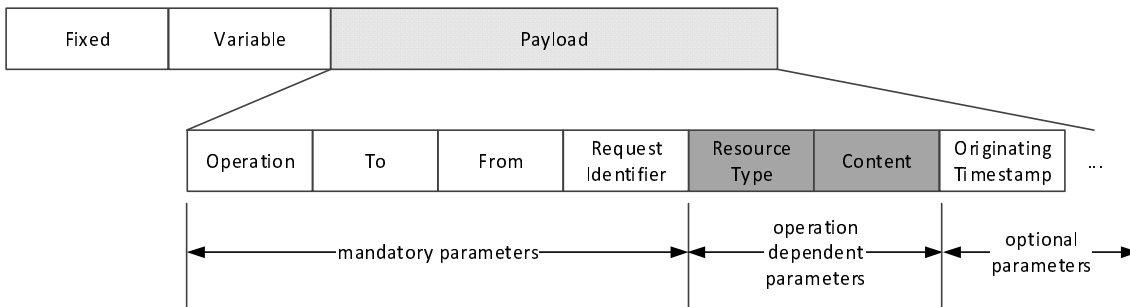 Fixed
Variable
Payload
Operation
To
From
Request
Identifier
Resource
Type
Content
Originating
Timestamp
...
mandatory parameters
operation
dependent
parameters
optional
parameters